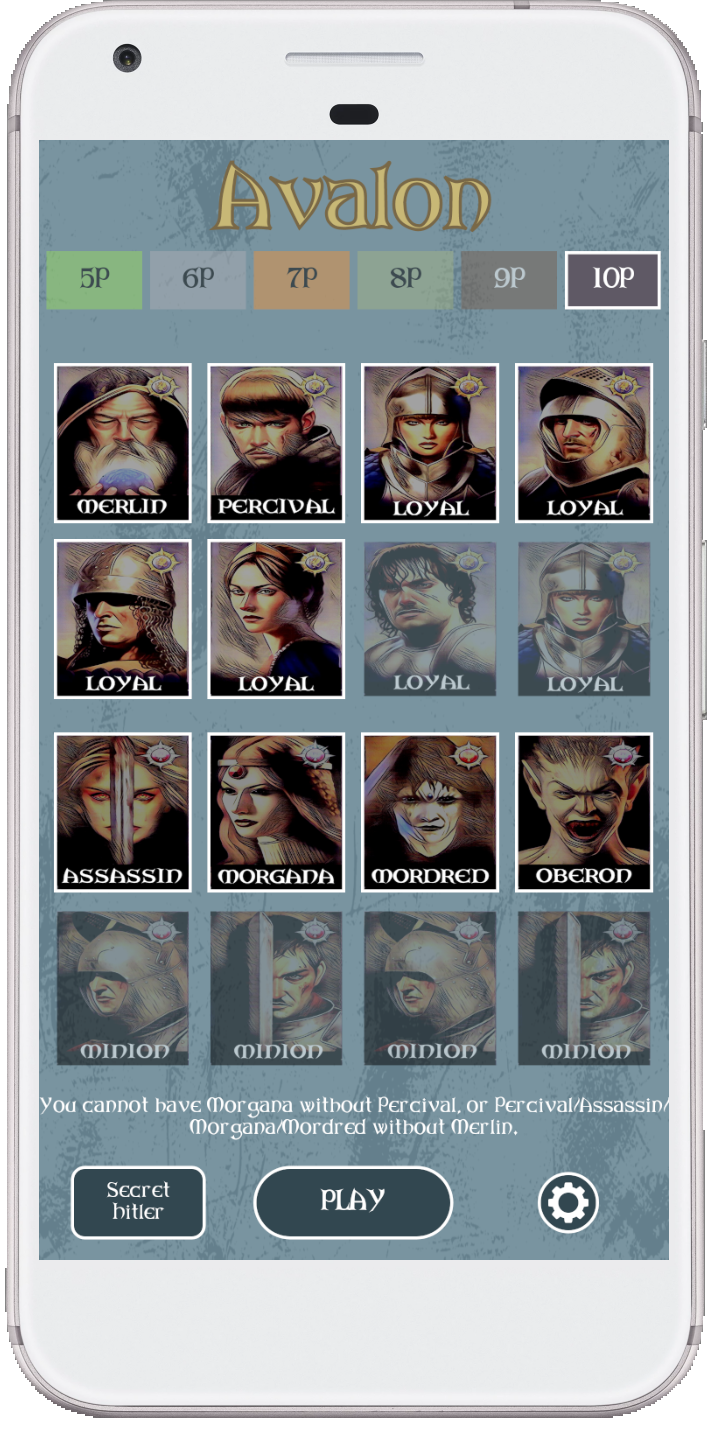 Avalon
5P 6P 7P 8P 9P 10P
MERLIN PERCIVAL LOYAL LOYAL
LOYAL LOYAL LOYAL LOYAL
ASSASSIN MORGANA MORDRED OBERON
MINION MINION MINION MINION
You cannot have Morgana without Percival, or Percival/Assassin/
Morgana/Mordred without Merlin.
Secret
hitler
PLAY